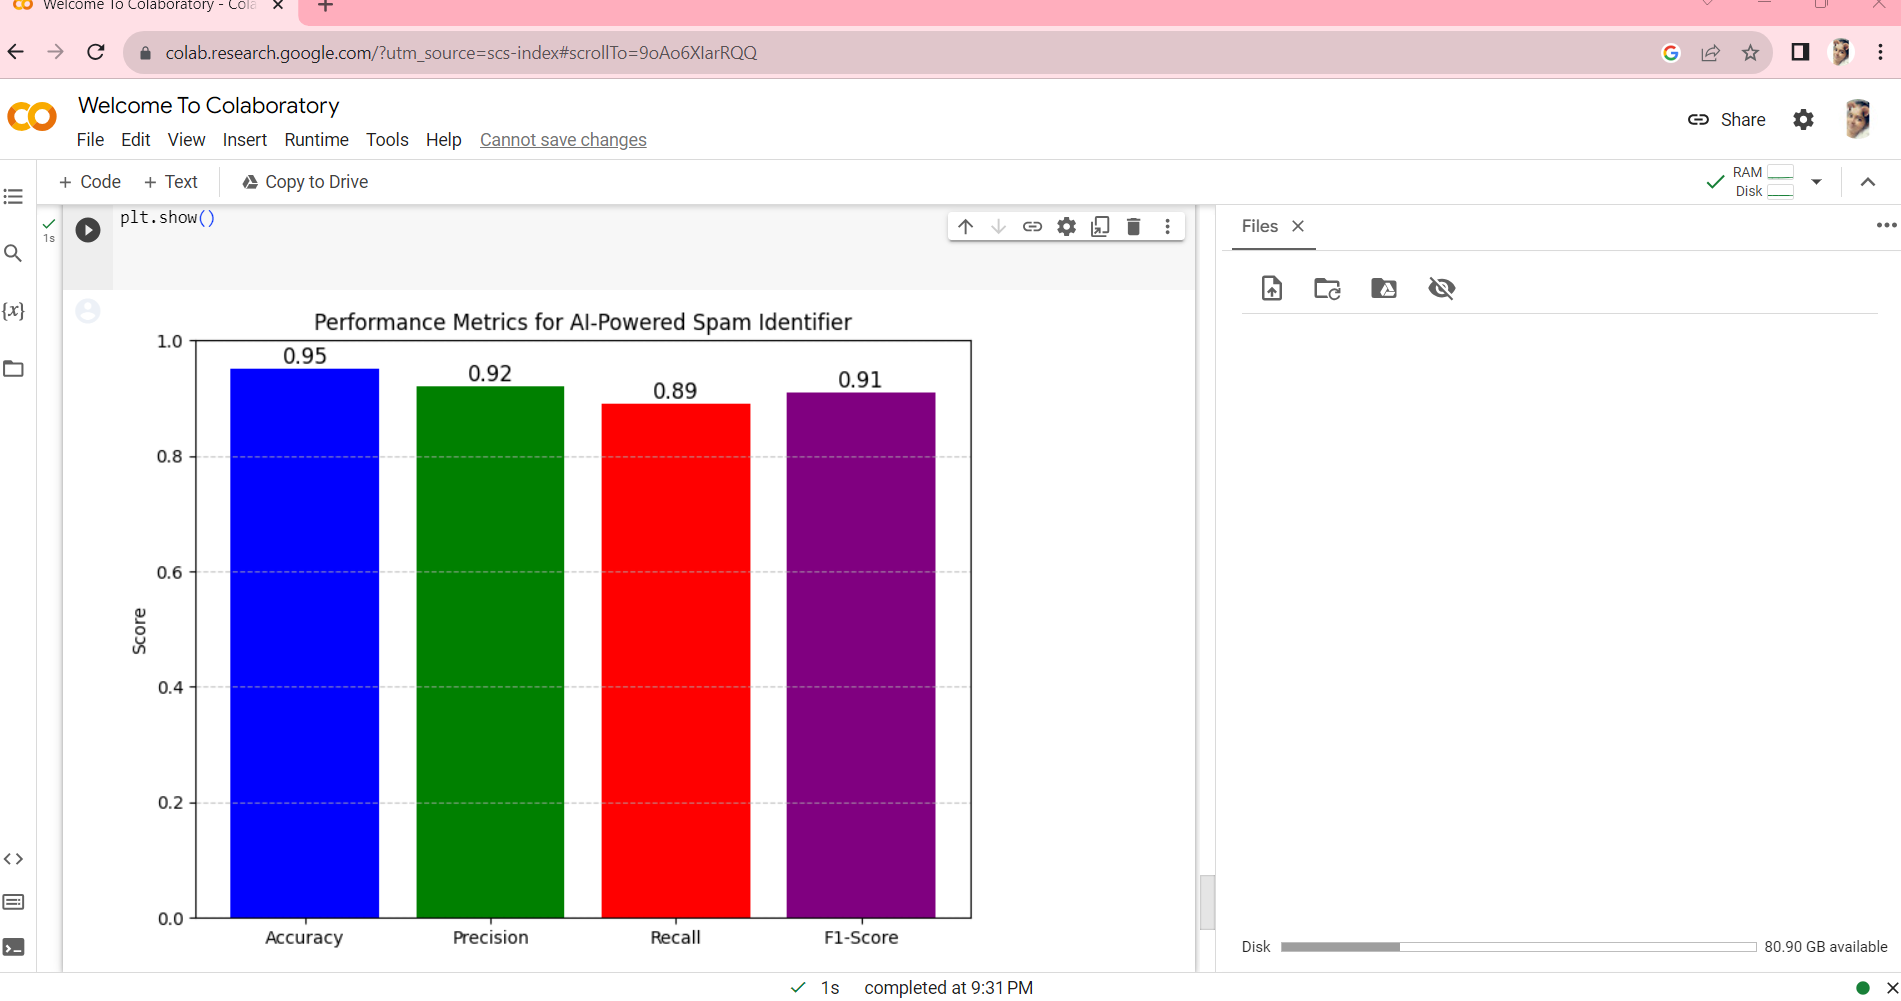 Welcome To Colaboratory - Cola
colab.research.google.com/?utm_source=scs-index#scrollTo=9oAo6XIarRQQ
Welcome To Colaboratory
File Edit View Insert Runtime Tools Help Cannot save changes
Share
+ Code + Text Copy to Drive
RAM
Disk
1s
plt.show()
Files
{x}
Performance Metrics for AI-Powered Spam Identifier
1.0
0.95
0.92
0.89
0.91
0.8
0.6
Score
0.4
0.2
0.0
Accuracy Precision Recall F1-Score
Disk 80.90 GB available
1s completed at 9:31 PM